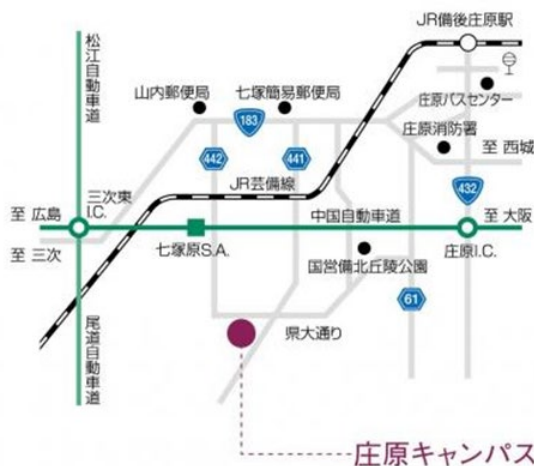 JR備後庄原駅
松江自動車道
山内郵便局
七塚簡易郵便局
庄原バスセンター
183
庄原消防署
442
441
至 西城
JR芸備線
432
三次東
I.C.
至 広島
中国自動車道
至 大阪
至 三次
七塚原S.A.
庄原I.C.
国営備北丘陵公園
61
尾道自動車道
県大通り
庄原キャンパス